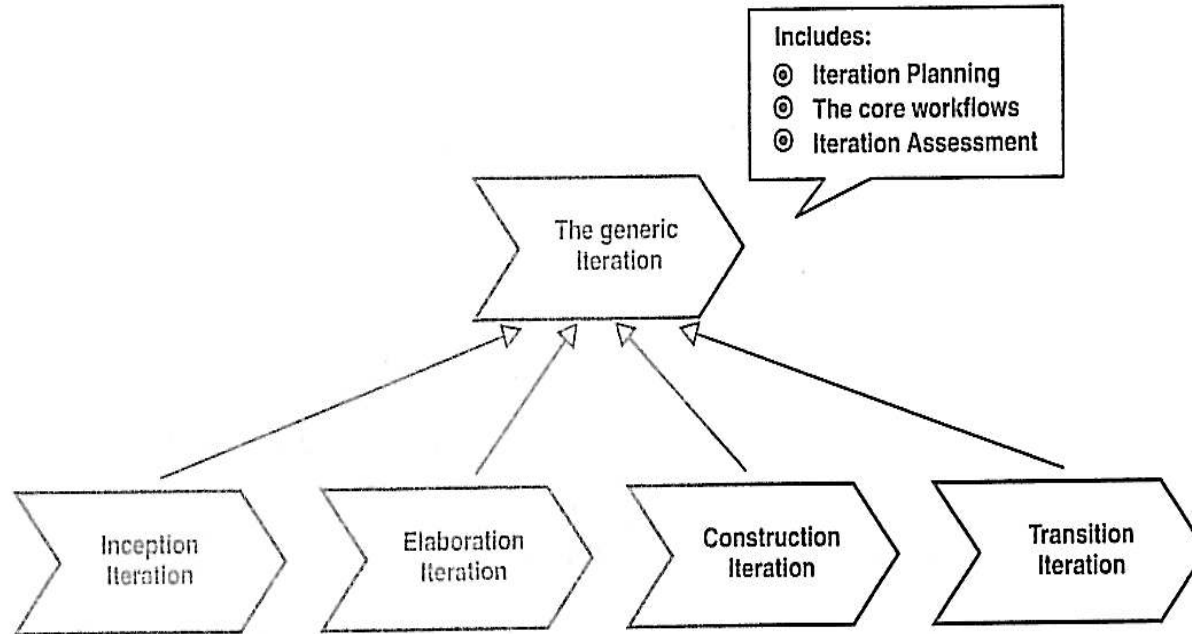 Includes:
Iteration Planning
The core workflows
Iteration Assessment
The generic
Iteration
Inception
Iteration
Elaboration
Iteration
Construction
Iteration
Transition
Iteration